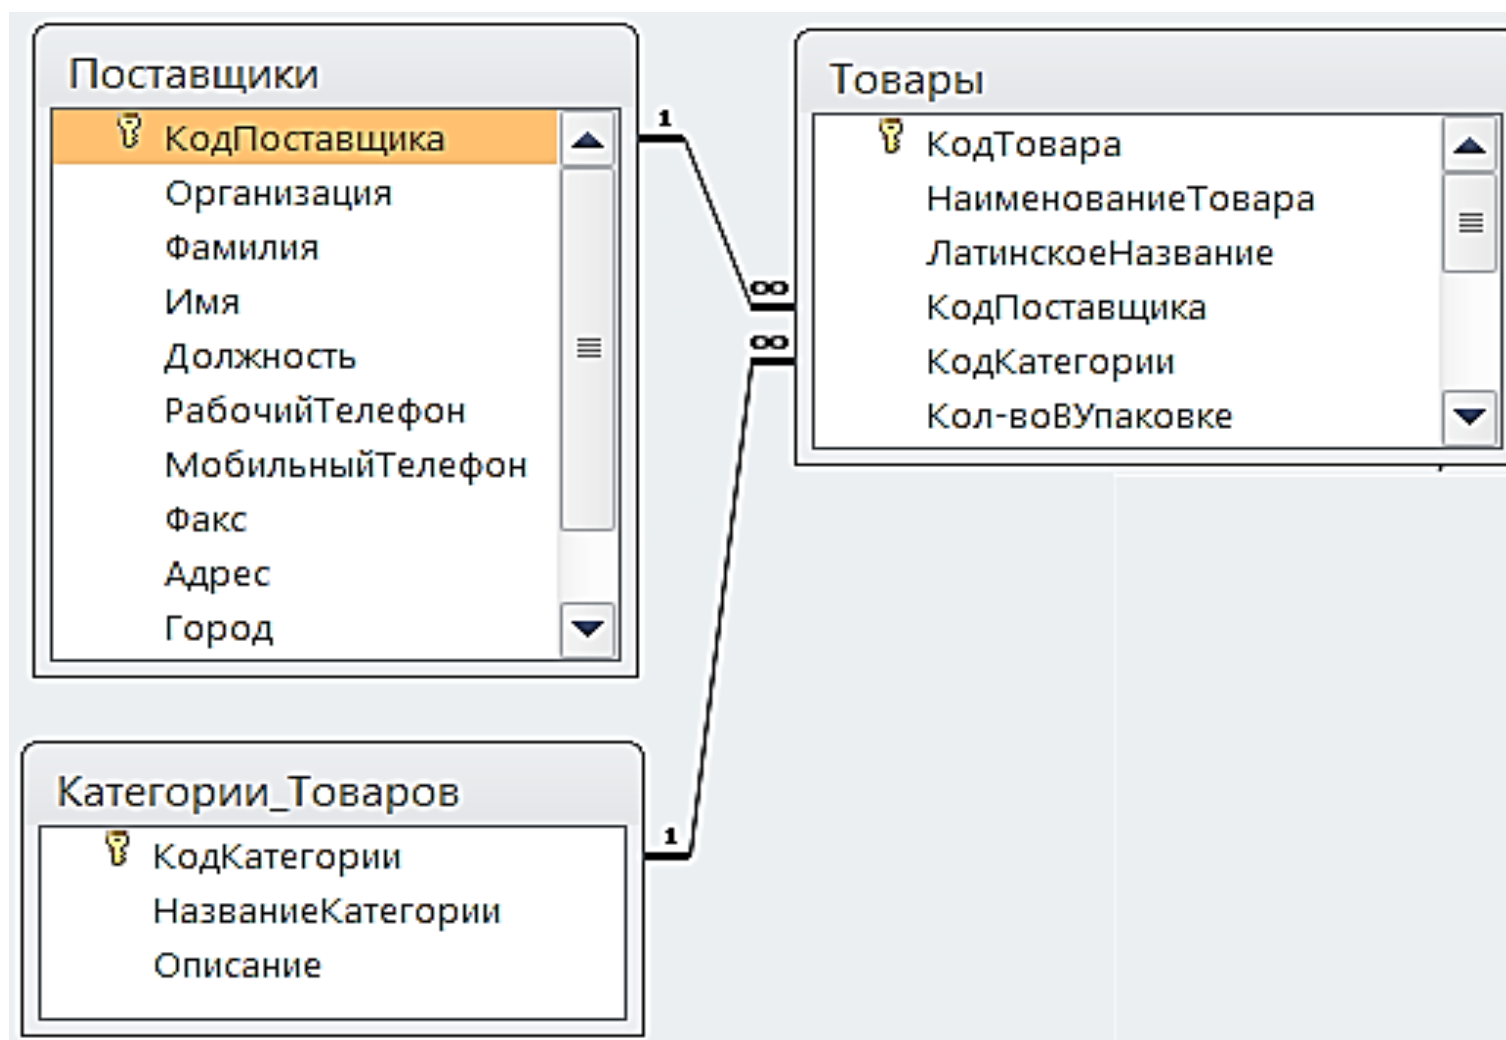 Поставщики
КодПоставщика
Организация
Фамилия
Имя
Должность
РабочийТелефон
МобильныйТелефон
Факс
Адрес
Город
1
∞
∞
Товары
КодТовара
НаименованиеТовара
ЛатинскоеНазвание
КодПоставщика
КодКатегории
Кол-воВУпаковке
Категории_Товаров
КодКатегории
НазваниеКатегории
Описание
1